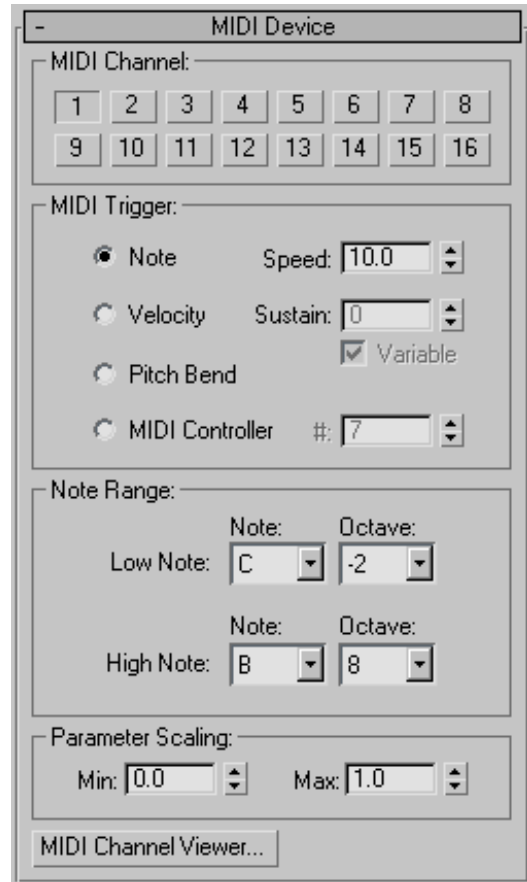 - MIDI Device
MIDI Channel:
1 2 3 4 5 6 7 8
9 10 11 12 13 14 15 16
MIDI Trigger:
Note Speed: 10.0
Velocity Sustain: 0
Variable
Pitch Bend
MIDI Controller #: 7
Note Range:
Note: Octave:
Low Note: C -2
Note: Octave:
High Note: B 8
Parameter Scaling:
Min: 0.0 Max: 1.0
MIDI Channel Viewer...